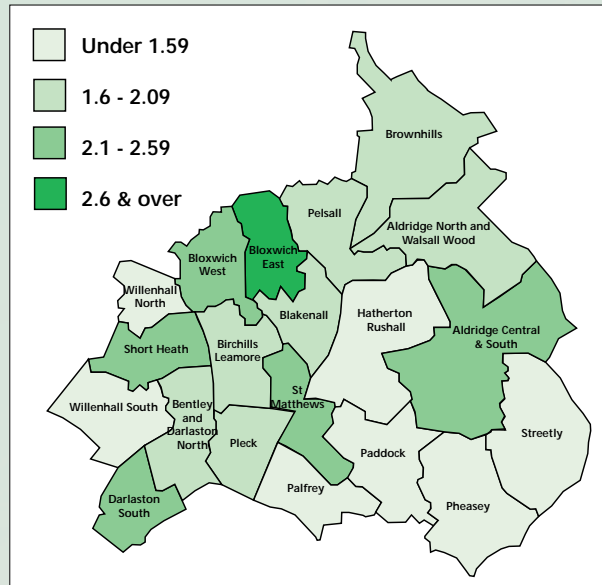 Under 1.59
1.6 - 2.09
2.1 - 2.59
2.6 & over
Brownhills
Pelsall
Aldridge North and
Walsall Wood
Bloxwich
East
Bloxwich
West
Willenhall
North
Blakenall
Hatherton
Rushall
Aldridge Central
& South
Short Heath
Birchills
Leamore
St
Matthews
Willenhall South
Bentley
and
Darlaston
North
Pleck
Paddock
Streetly
Palfrey
Pheasey
Darlaston
South